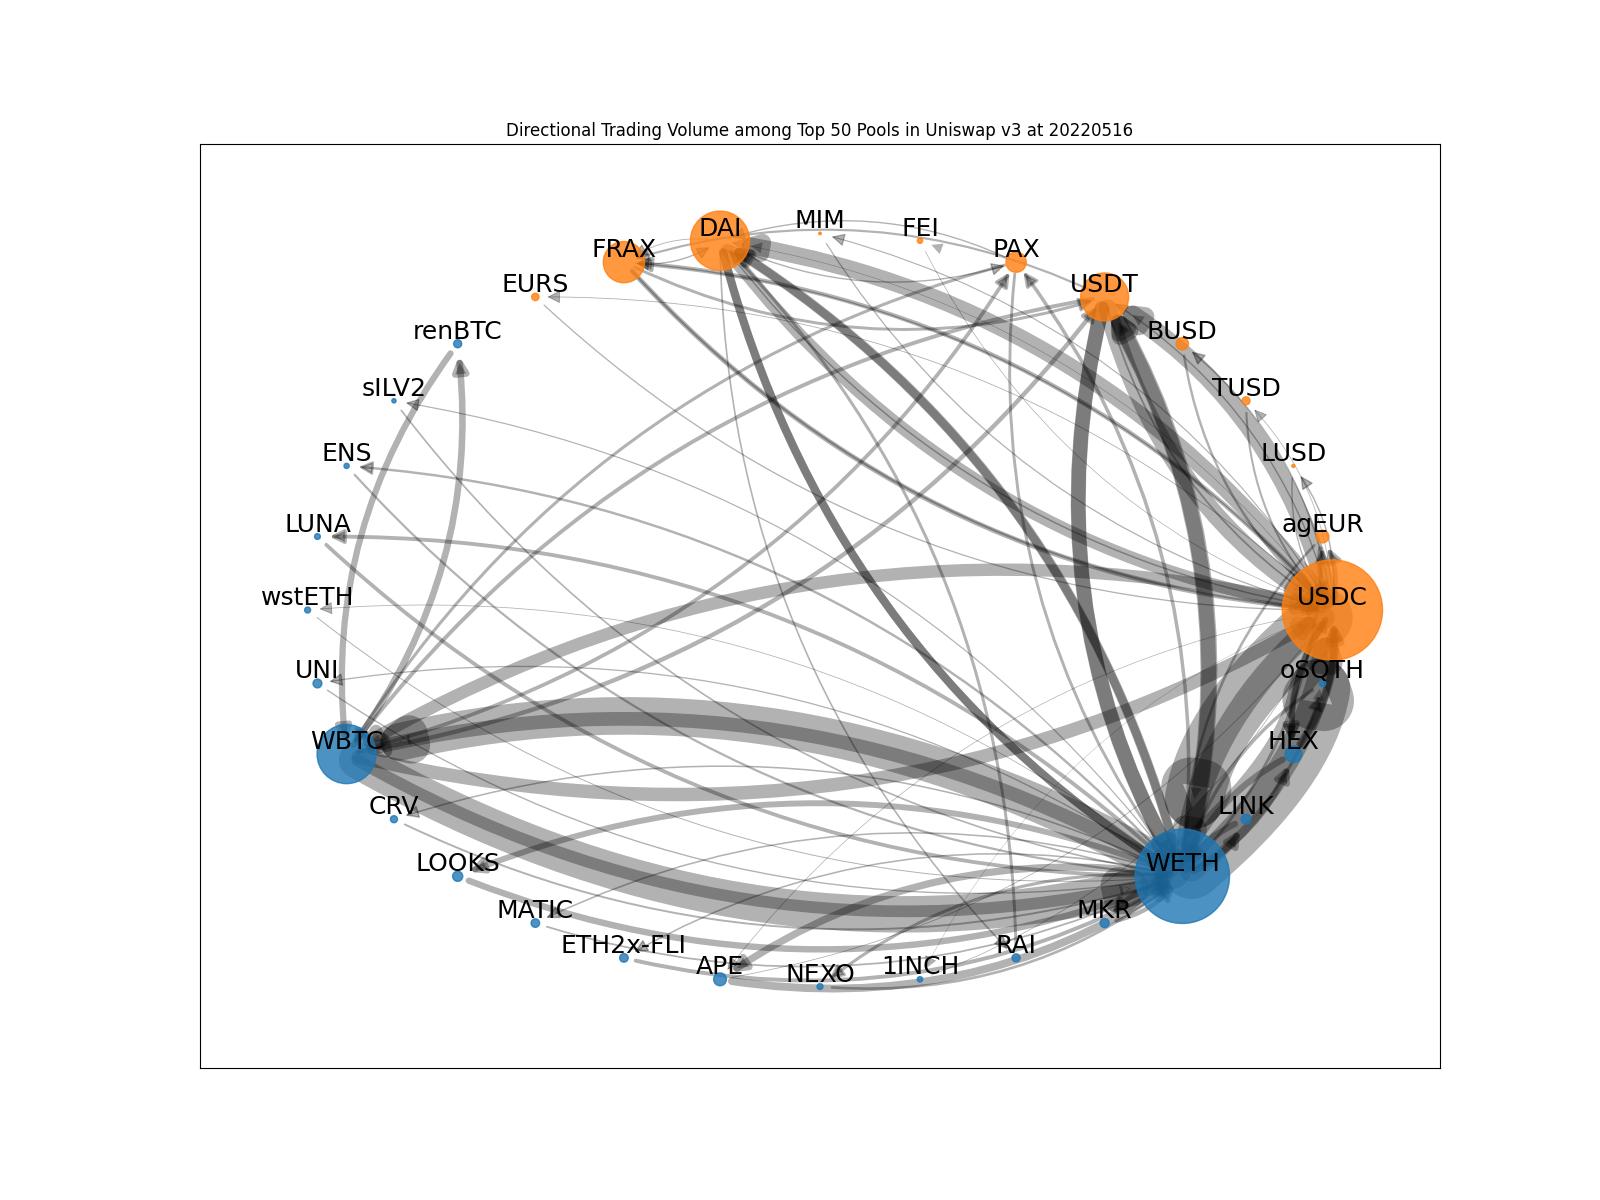 Directional Trading Volume among Top 50 Pools in Uniswap v3 at 20220516
MIM
DAI
FEI
FRAX
PAX
EURS
USDT
renBTC
BUSD
sILV2
TUSD
ENS
LUSD
LUNA
agEUR
wstETH
USDC
UNI
oSQTH
WBTC
HEX
CRV
LINK
LOOKS
WETH
MATIC
MKR
ETH2x-FLI
RAI
APE
NEXO
1INCH